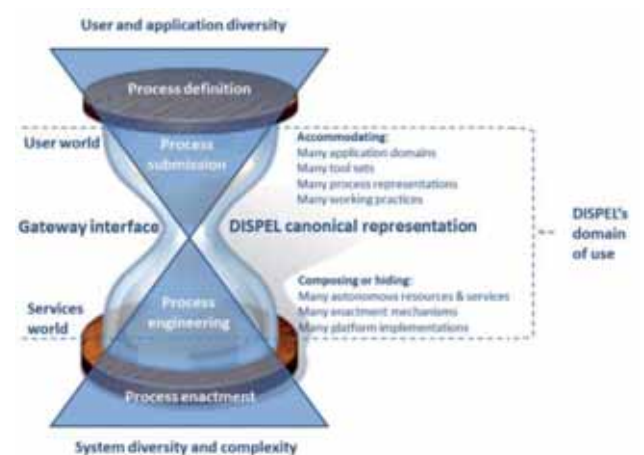 User and application diversity
Process definition
User world
Process
submission
Accommodating:
Many application domains
Many tool sets
Many process representations
Many working practices
Gateway interface
DISPEL canonical representation
DISPEL's
domain
of use
Composing or hiding:
Many autonomous resources & services
Many enactment mechanisms
Many platform implementations
Services
world
Process
engineering
Process enactment
System diversity and complexity